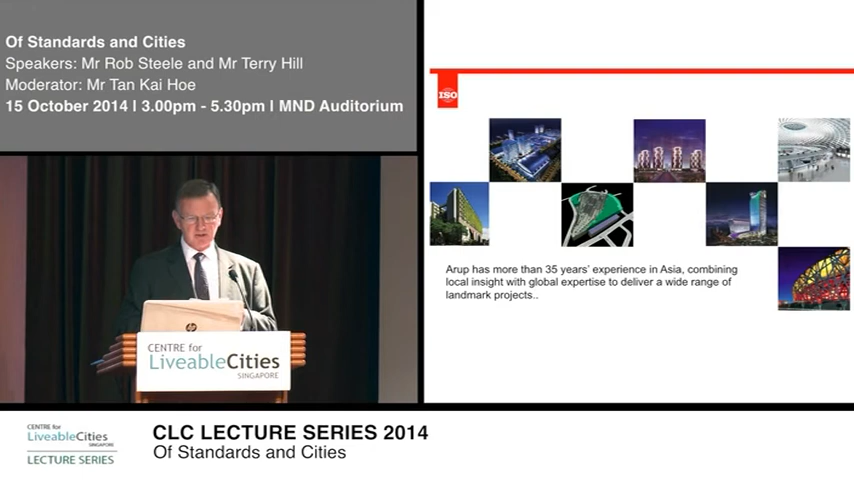 Of Standards and Cities
Speakers: Mr Rob Steele and Mr Terry Hill
Moderator: Mr Tan Kai Hoe
15 October 2014 | 3.00pm - 5.30pm | MND Auditorium
ISO
Arup has more than 35 years' experience in Asia, combining
local insight with global expertise to deliver a wide range of
landmark projects..
hp
CENTRE for
LiveableCities
SINGAPORE
CENTRE for
LiveableCities
SINGAPORE
LECTURE SERIES
CLC LECTURE SERIES 2014
Of Standards and Cities